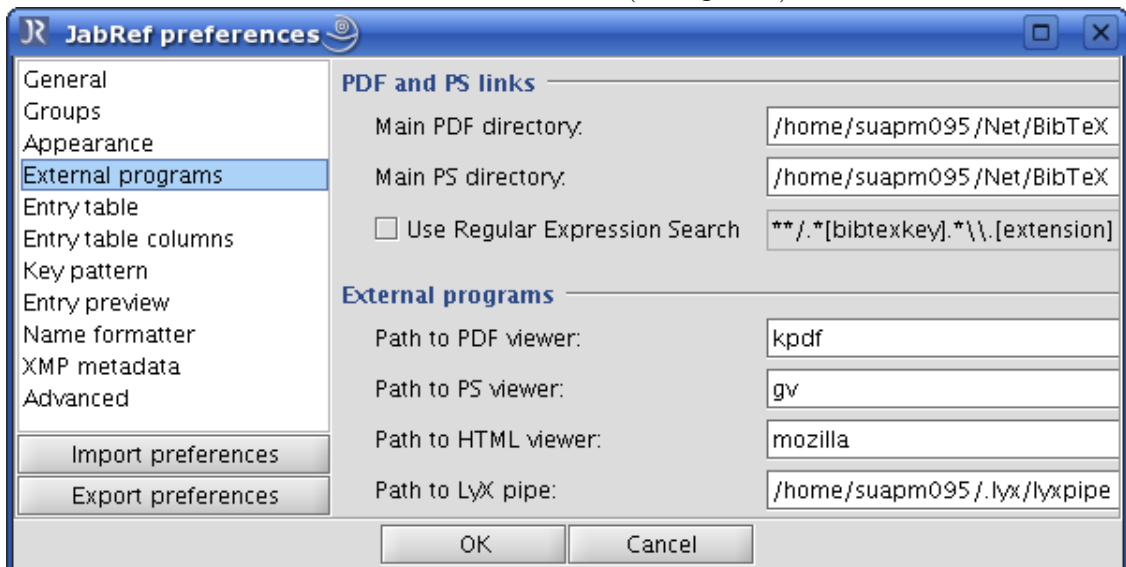 JR JabRef preferences
General
Groups
Appearance
External programs
Entry table
Entry table columns
Key pattern
Entry preview
Name formatter
XMP metadata
Advanced
Import preferences
Export preferences
PDF and PS links
Main PDF directory: /home/suapm095/Net/BibTeX
Main PS directory: /home/suapm095/Net/BibTeX
Use Regular Expression Search **/.*[bibtexkey].*\\.[extension]
External programs
Path to PDF viewer: kpdf
Path to PS viewer: gv
Path to HTML viewer: mozilla
Path to LyX pipe: /home/suapm095/.lyx/lyxpipe
OK Cancel